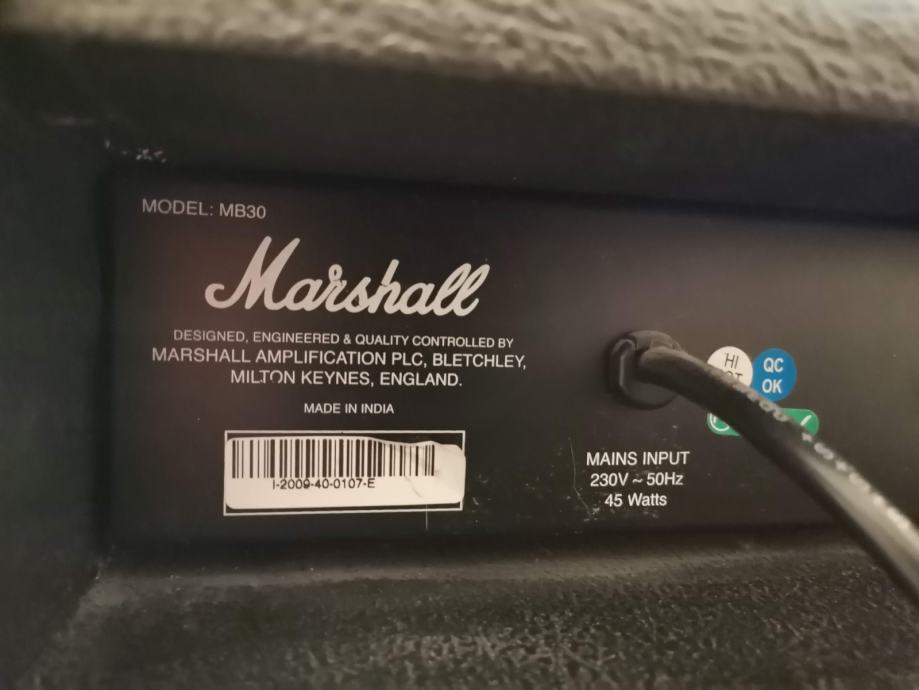 MODEL: MB30
Marshall
DESIGNED, ENGINEERED & QUALITY CONTROLLED BY
MARSHALL AMPLIFICATION PLC, BLETCHLEY,
MILTON KEYNES, ENGLAND.
MADE IN INDIA
I-2009-40-0107-E
MAINS INPUT
230V ~ 50Hz
45 Watts
HI
QC
OK